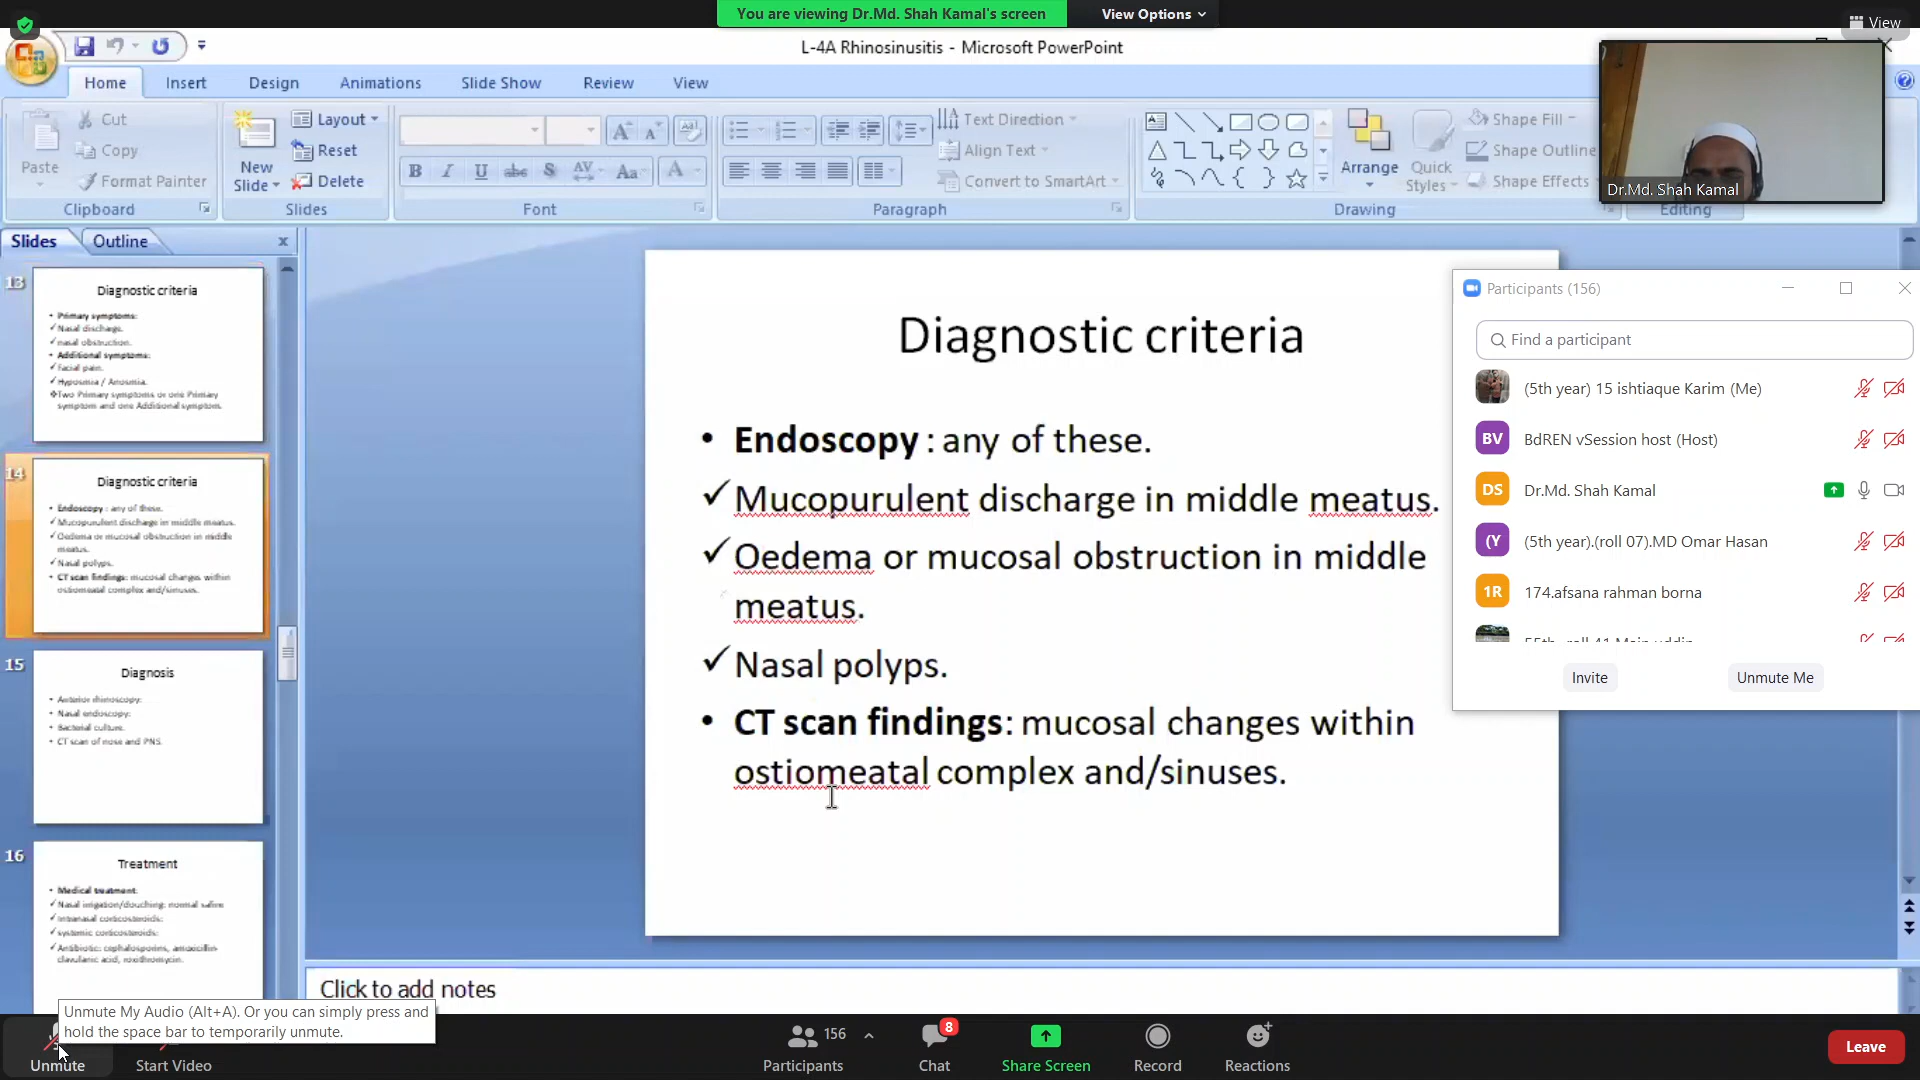 You are viewing Dr.Md. Shah Kamal's screen
View Options
View
L-4A Rhinosinusitis - Microsoft PowerPoint
Home Insert Design Animations Slide Show Review View
Paste
Cut
Copy
Format Painter
Clipboard
New
Slide
Layout
Reset
Delete
Slides
Font
Text Direction
Align Text
Convert to SmartArt
Paragraph
Arrange
Quick
Styles
Shape Fill
Shape Outline
Shape Effects
Drawing
Editing
Dr.Md. Shah Kamal
Slides Outline
13
Diagnostic criteria
• Primary symptoms:
✓Nasal discharge.
✓nasal obstruction.
• Additional symptoms:
✓Facial pain.
✓Hyposmia / Anosmia.
❖Two Primary symptoms or one Primary
symptom and one Additional symptom.
14
Diagnostic criteria
• Endoscopy : any of these.
✓Mucopurulent discharge in middle meatus.
✓Oedema or mucosal obstruction in middle
meatus.
✓Nasal polyps.
• CT scan findings: mucosal changes within
ostiomeatal complex and/sinuses.
15
Diagnosis
• Anterior rhinoscopy:
• Nasal endoscopy:
• Bacterial culture.
• CT scan of nose and PNS.
16
Treatment
• Medical treatment:
✓Nasal irrigation/douching: normal saline
✓Intranasal corticosteroids:
✓systemic corticosteroids:
✓Antibiotic: cephalosporins, amoxicillin-
clavulanic acid, roxithromycin.
Diagnostic criteria
• Endoscopy : any of these.
✓Mucopurulent discharge in middle meatus.
✓Oedema or mucosal obstruction in middle
meatus.
✓Nasal polyps.
• CT scan findings: mucosal changes within
ostiomeatal complex and/sinuses.
Click to add notes
Participants (156)
Find a participant
(5th year) 15 ishtiaque Karim (Me)
BV BdREN vSession host (Host)
DS Dr.Md. Shah Kamal
(Y (5th year).(roll 07).MD Omar Hasan
1R 174.afsana rahman borna
Invite Unmute Me
Unmute My Audio (Alt+A). Or you can simply press and
hold the space bar to temporarily unmute.
Unmute
Start Video
156
Participants
8
Chat
Share Screen
Record
Reactions
Leave